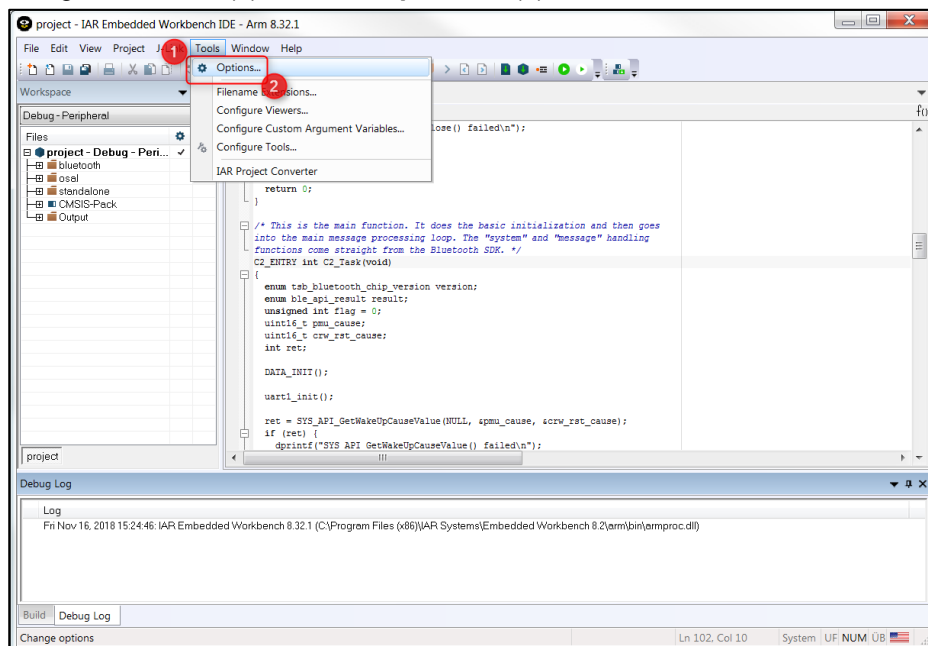 project - IAR Embedded Workbench IDE - Arm 8.32.1
File Edit View Project Tools Window Help
1
Options...
2
Workspace
Filename
Configure Viewers...
Debug - Peripheral
f()
Configure Custom Argument Variables...
lose() failed\n");
Files
Configure Tools...
project - Debug - Peri...
bluetooth
IAR Project Converter
osal
standalone
return 0;
CMSIS-Pack
}
Output
/* This is the main function. It does the basic initialization and then goes
into the main message processing loop. The "system" and "message" handling
functions come straight from the Bluetooth SDK. */
C2_ENTRY int C2_Task(void)
{
enum tsb_bluetooth_chip_version version;
enum ble_api_result result;
unsigned int flag = 0;
uint16_t pmu_cause;
uint16_t crw_rst_cause;
int ret;
DATA_INIT();
uart1_init();
ret = SYS_API_GetWakeUpCauseValue(NULL, &pmu_cause, &crw_rst_cause);
if (ret) {
dprintf("SYS API GetWakeUpCauseValue() failed\n");
project
Debug Log
Log
Fri Nov 16, 2018 15:24:46: IAR Embedded Workbench 8.32.1 (C:\Program Files (x86)\IAR Systems\Embedded Workbench 8.2\arm\bin\armproc.dll)
Build Debug Log
Change options Ln 102, Col 10 System UF NUM ÜB